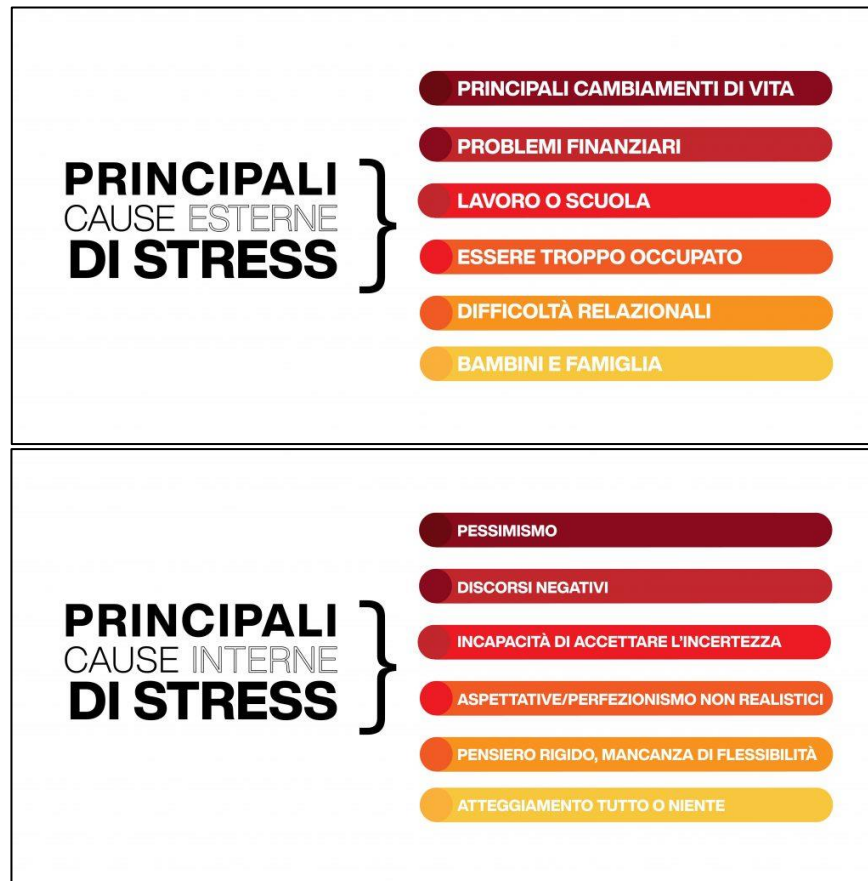 PRINCIPALI
CAUSE ESTERNE
DI STRESS
PRINCIPALI CAMBIAMENTI DI VITA
PROBLEMI FINANZIARI
LAVORO O SCUOLA
ESSERE TROPPO OCCUPATO
DIFFICOLTÀ RELAZIONALI
BAMBINI E FAMIGLIA
PRINCIPALI
CAUSE INTERNE
DI STRESS
PESSIMISMO
DISCORSI NEGATIVI
INCAPACITÀ DI ACCETTARE L'INCERTEZZA
ASPETTATIVE/PERFEZIONISMO NON REALISTICI
PENSIERO RIGIDO, MANCANZA DI FLESSIBILITÀ
ATTEGGIAMENTO TUTTO O NIENTE